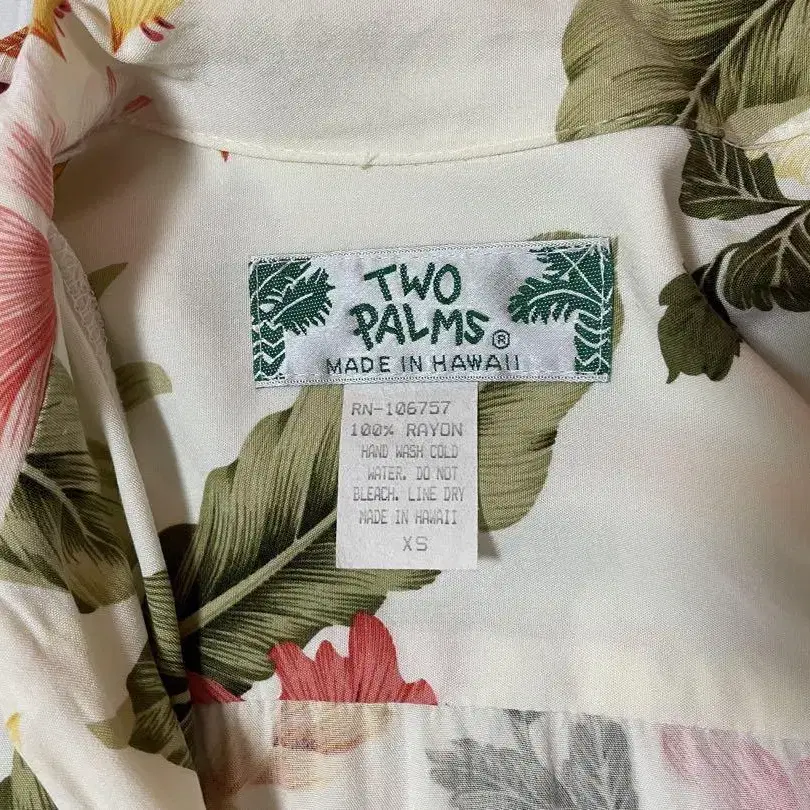 TWO
PALMS®
MADE IN HAWAII
RN-106757
100% RAYON
HAND WASH COLD
WATER. DO NOT
BLEACH. LINE DRY
MADE IN HAWAII
XS